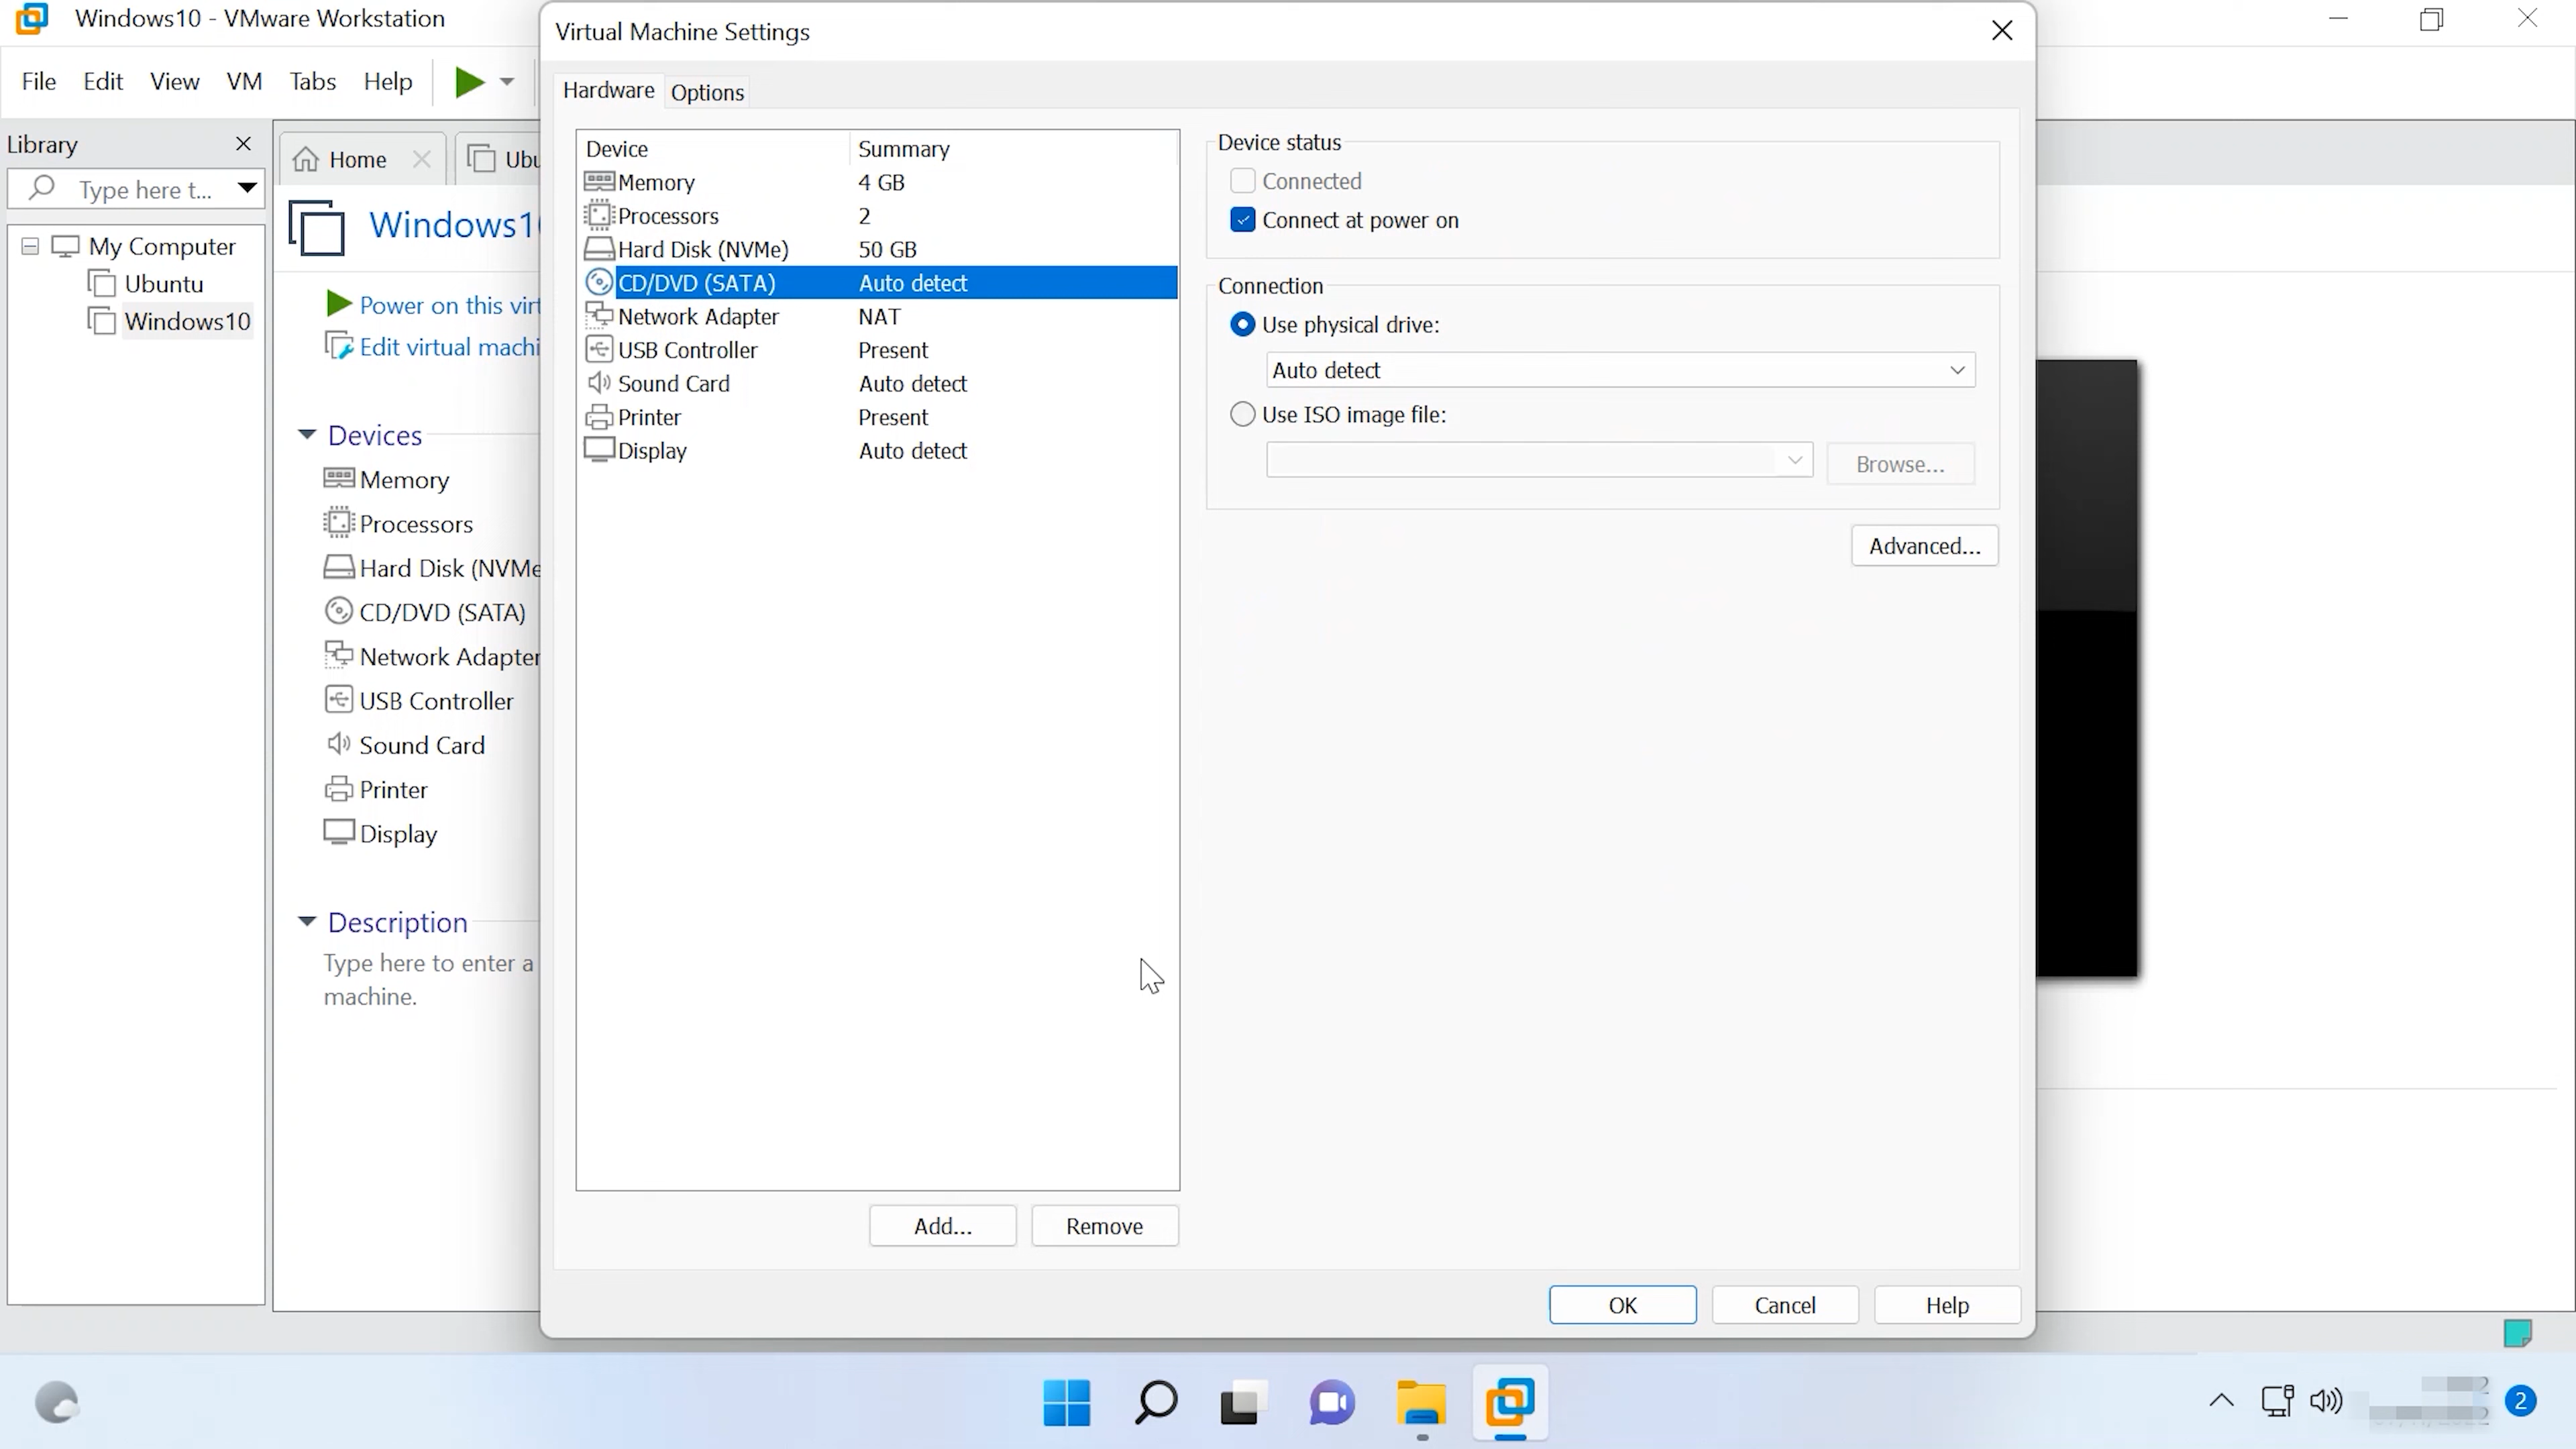 Windows10 - VMware Workstation
File Edit View VM Tabs Help
Library
Type here t...
My Computer
Ubuntu
Windows10
Home
Windows10
Power on this virt
Edit virtual machi
Devices
Memory
Processors
Hard Disk (NVMe
CD/DVD (SATA)
Network Adapter
USB Controller
Sound Card
Printer
Display
Description
Type here to enter a
machine.
Virtual Machine Settings
Hardware Options
Device Summary
Memory 4 GB
Processors 2
Hard Disk (NVMe) 50 GB
CD/DVD (SATA) Auto detect
Network Adapter NAT
USB Controller Present
Sound Card Auto detect
Printer Present
Display Auto detect
Add... Remove
Device status
Connected
Connect at power on
Connection
Use physical drive:
Auto detect
Use ISO image file:
Browse...
Advanced...
OK Cancel Help
2